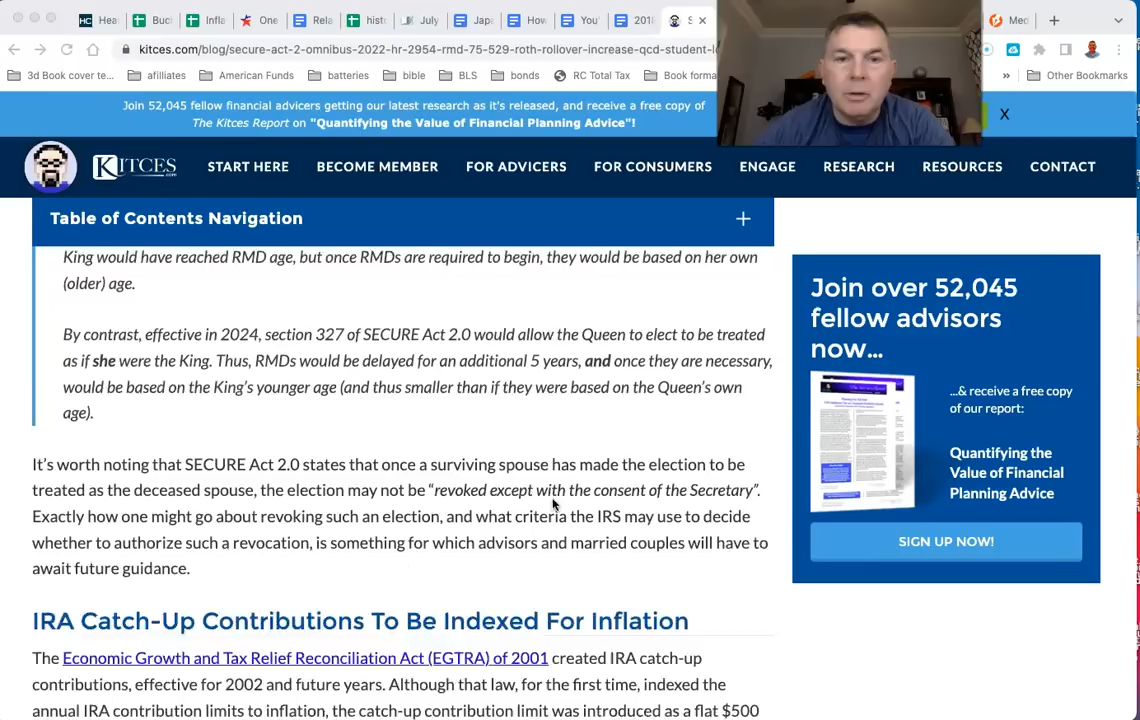 Hea
Buc
Infla
One
Rela
histo
July
Jap
How
You'
2018
S
Med
kitces.com/blog/secure-act-2-omnibus-2022-hr-2954-rmd-75-529-roth-rollover-increase-qcd-student-l
3d Book cover te...
afiliates
American Funds
batteries
bible
BLS
bonds
RC Total Tax
Book forma
»
Other Bookmarks
Join 52,045 fellow financial advicers getting our latest research as it's released, and receive a free copy of
The Kitces Report on "Quantifying the Value of Financial Planning Advice"!
X
KITCES.com
START HERE
BECOME MEMBER
FOR ADVICERS
FOR CONSUMERS
ENGAGE
RESEARCH
RESOURCES
CONTACT
Table of Contents Navigation
+
King would have reached RMD age, but once RMDs are required to begin, they would be based on her own
(older) age.
By contrast, effective in 2024, section 327 of SECURE Act 2.0 would allow the Queen to elect to be treated
as if she were the King. Thus, RMDs would be delayed for an additional 5 years, and once they are necessary,
would be based on the King's younger age (and thus smaller than if they were based on the Queen's own
age).
It's worth noting that SECURE Act 2.0 states that once a surviving spouse has made the election to be
treated as the deceased spouse, the election may not be "revoked except with the consent of the Secretary".
Exactly how one might go about revoking such an election, and what criteria the IRS may use to decide
whether to authorize such a revocation, is something for which advisors and married couples will have to
await future guidance.
IRA Catch-Up Contributions To Be Indexed For Inflation
The Economic Growth and Tax Relief Reconciliation Act (EGTRA) of 2001 created IRA catch-up
contributions, effective for 2002 and future years. Although that law, for the first time, indexed the
annual IRA contribution limits to inflation, the catch-up contribution limit was introduced as a flat $500
Join over 52,045
fellow advisors
now...
...& receive a free copy
of our report:
Quantifying the
Value of Financial
Planning Advice
SIGN UP NOW!